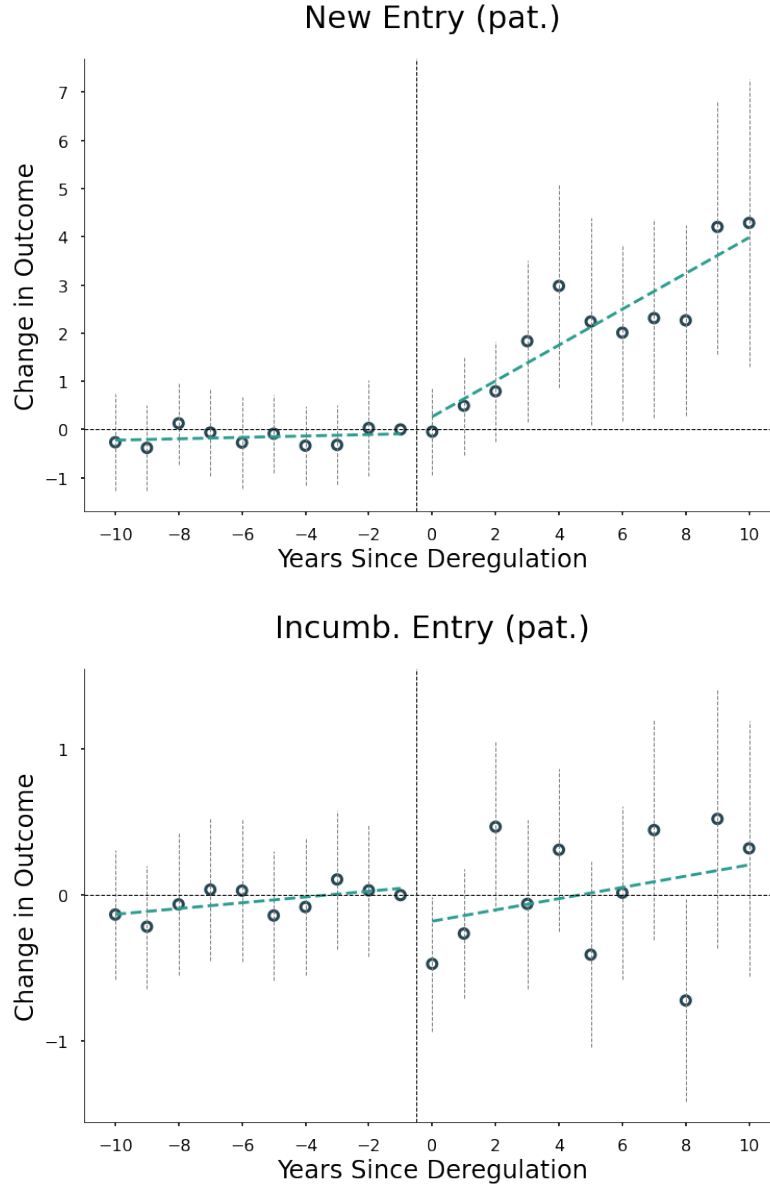 New Entry (pat.)
Change in Outcome
7
6
5
4
3
2
1
0
−1
−10 −8 −6 −4 −2 0 2 4 6 8 10
Years Since Deregulation
Incumb. Entry (pat.)
Change in Outcome
1
0
−1
−10 −8 −6 −4 −2 0 2 4 6 8 10
Years Since Deregulation